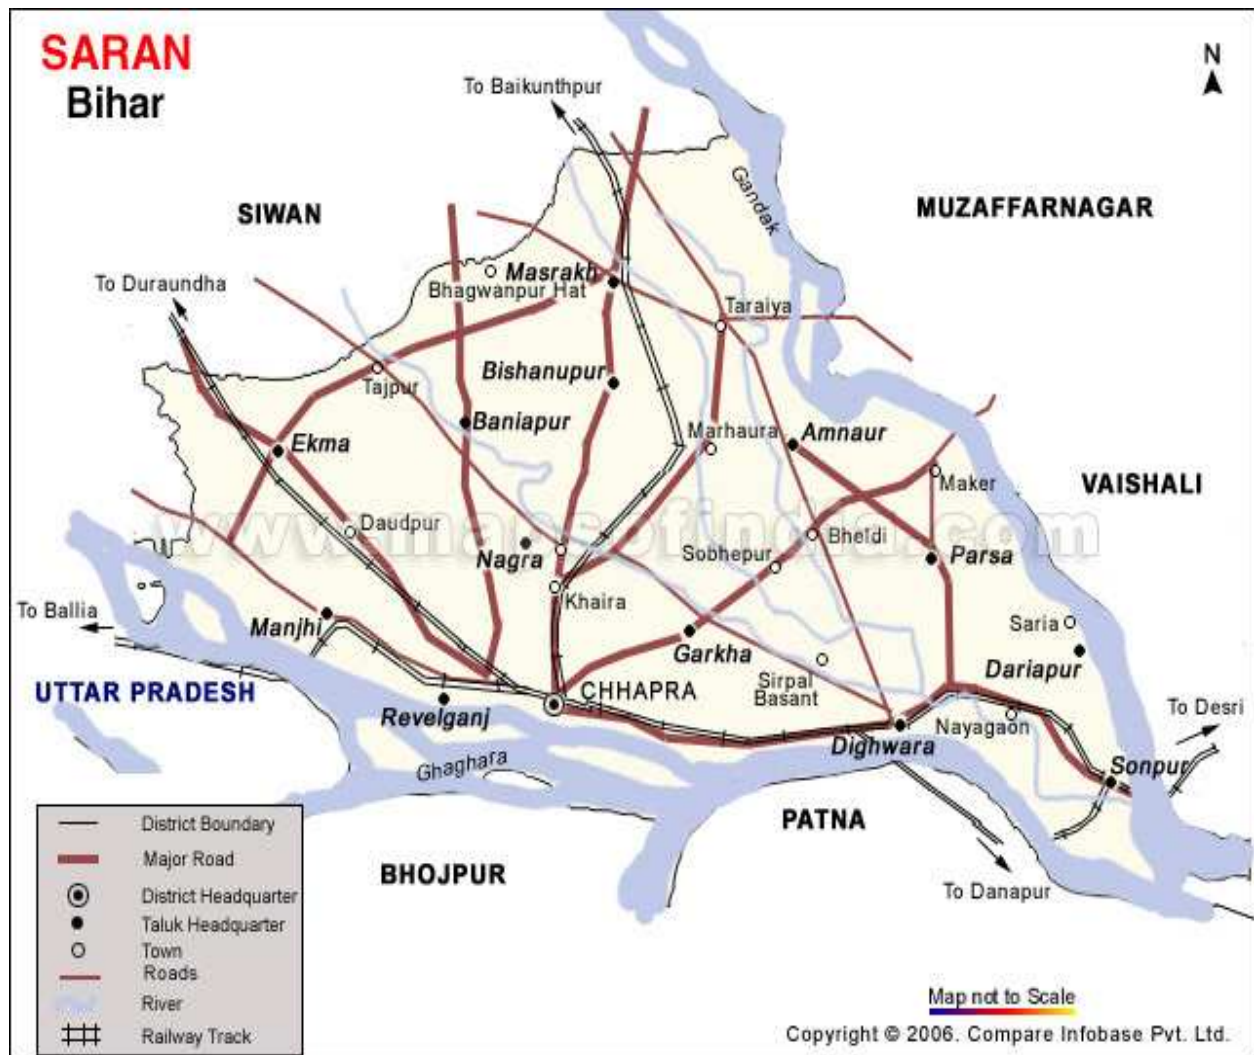 SARAN
Bihar
N
To Baikunthpur
Gandak
MUZAFFARNAGAR
SIWAN
To Duraundha
Masrakh
Bhagwanpur Hat
Taraiya
Tajpur
Bishanupur
Baniapur
Marhaura
Amnaur
Ekma
Maker
VAISHALI
www.mapsofindia.com
Daudpur
Nagra
Sobhepur
Bheldi
Parsa
Khaira
To Ballia
Manjhi
Garkha
Saria
Dariapur
Sirpal
Basant
UTTAR PRADESH
Revelganj
CHHAPRA
Dighwara
Nayagaon
To Desri
Ghaghara
Sonpur
PATNA
BHOJPUR
To Danapur
District Boundary
Major Road
District Headquarter
Taluk Headquarter
Town
Roads
River
Railway Track
Map not to Scale
Copyright © 2006. Compare Infobase Pvt. Ltd.